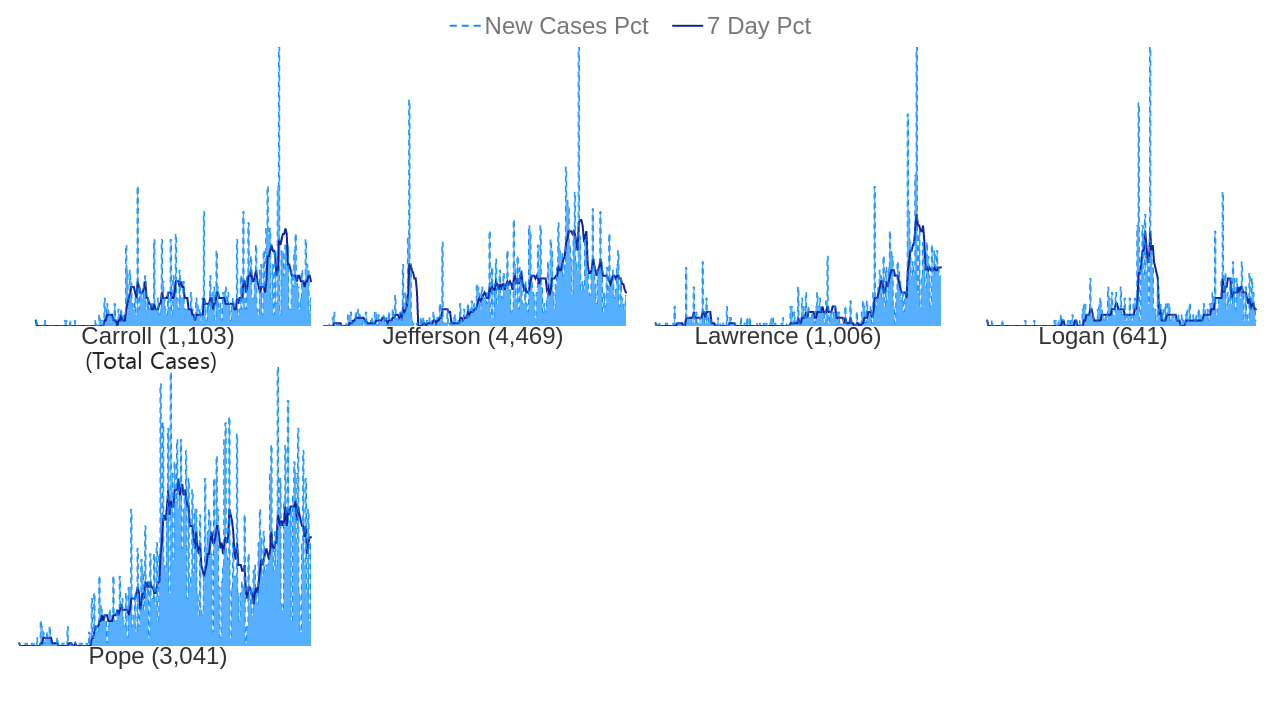 New Cases Pct 7 Day Pct
Carroll (1,103) Jefferson (4,469) Lawrence (1,006) Logan (641)
(Total Cases)
Pope (3,041)